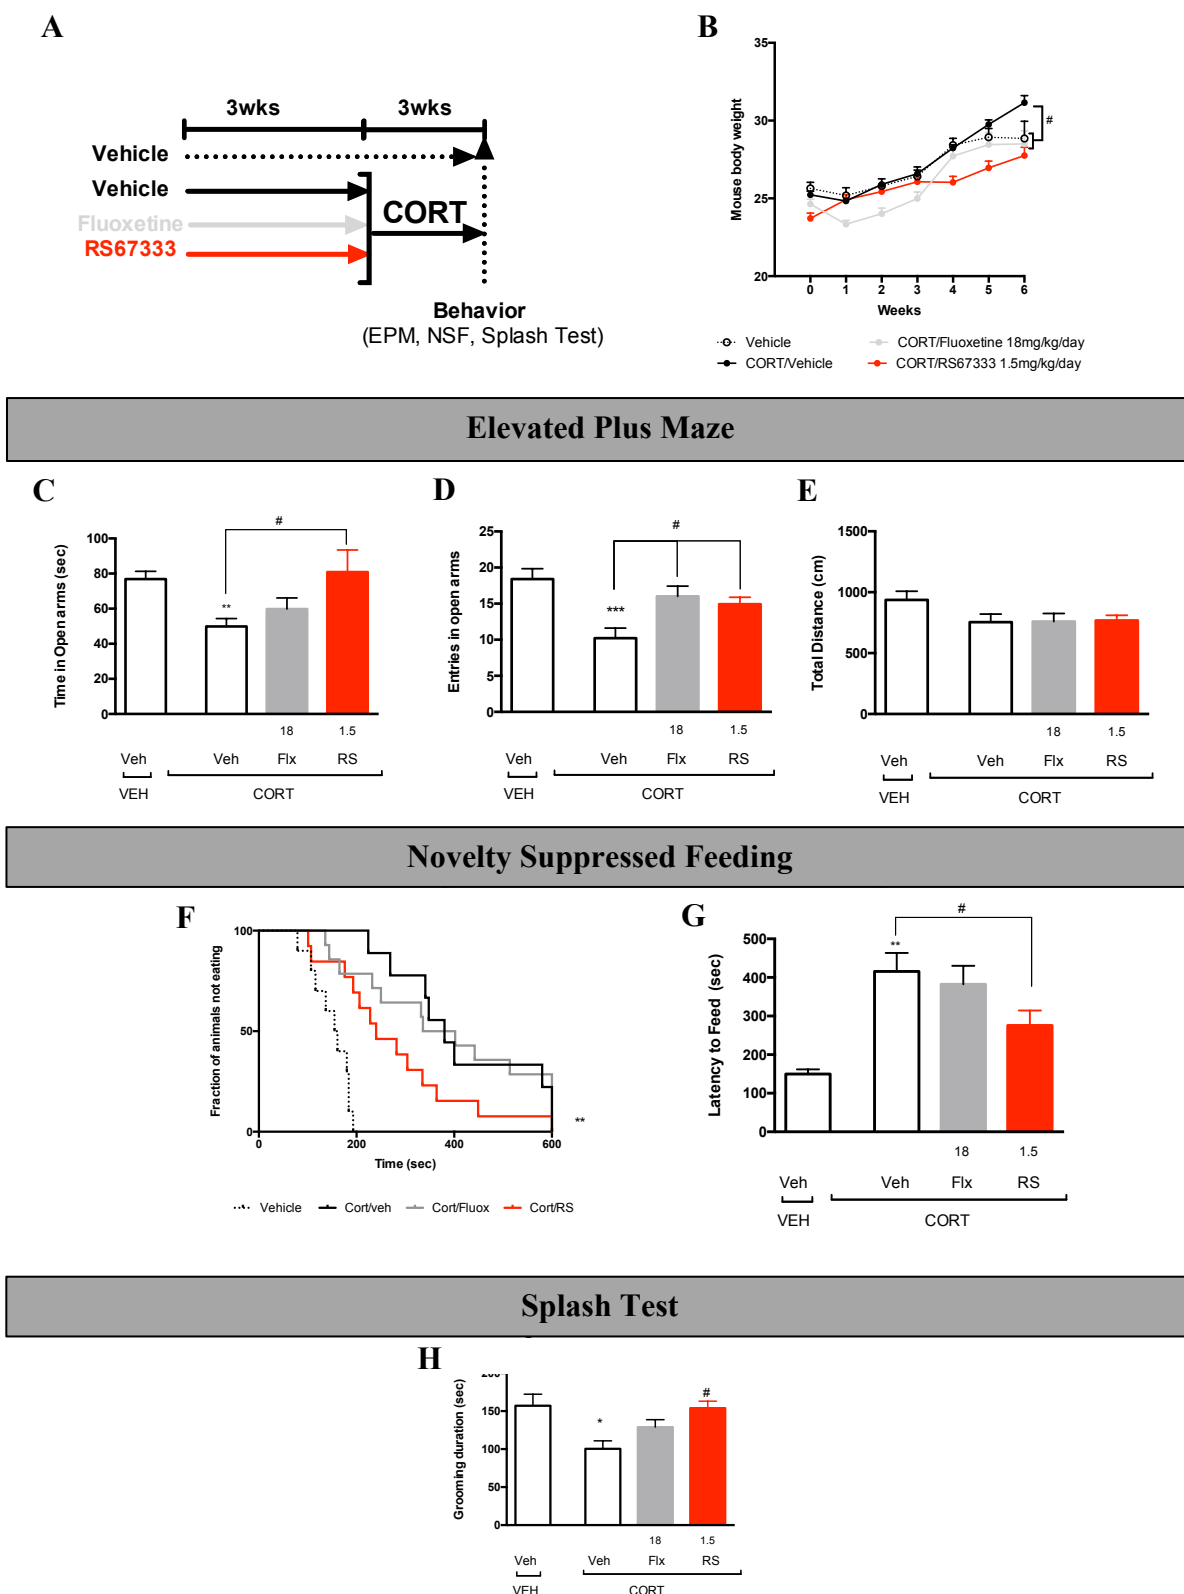 A
3wks 3wks
Vehicle
Vehicle
Fluoxetine
RS67333
CORT
Behavior
(EPM, NSF, Splash Test)
B
Mouse body weight
35
30
25
20
#
0 1 2 3 4 5 6
Weeks
Vehicle
CORT/Fluoxetine 18mg/kg/day
CORT/Vehicle
CORT/RS67333 1.5mg/kg/day
Elevated Plus Maze
C
Time in Open arms (sec)
100
80
60
40
20
0
**
#
18 1.5
Veh Veh Flx RS
VEH CORT
D
Entries in open arms
25
20
15
10
5
0
***
#
18 1.5
Veh Veh Flx RS
VEH CORT
E
Total Distance (cm)
1500
1000
500
0
18 1.5
Veh Veh Flx RS
VEH CORT
Novelty Suppressed Feeding
F
Fraction of animals not eating
100
50
0
0 200 400 600
**
Time (sec)
Vehicle Cort/veh Cort/Fluox Cort/RS
G
Latency to Feed (sec)
500
400
300
200
100
0
**
#
18 1.5
Veh Veh Flx RS
VEH CORT
Splash Test
H
Grooming duration (sec)
200
150
100
50
0
*
#
18 1.5
Veh Veh Flx RS
VEH CORT